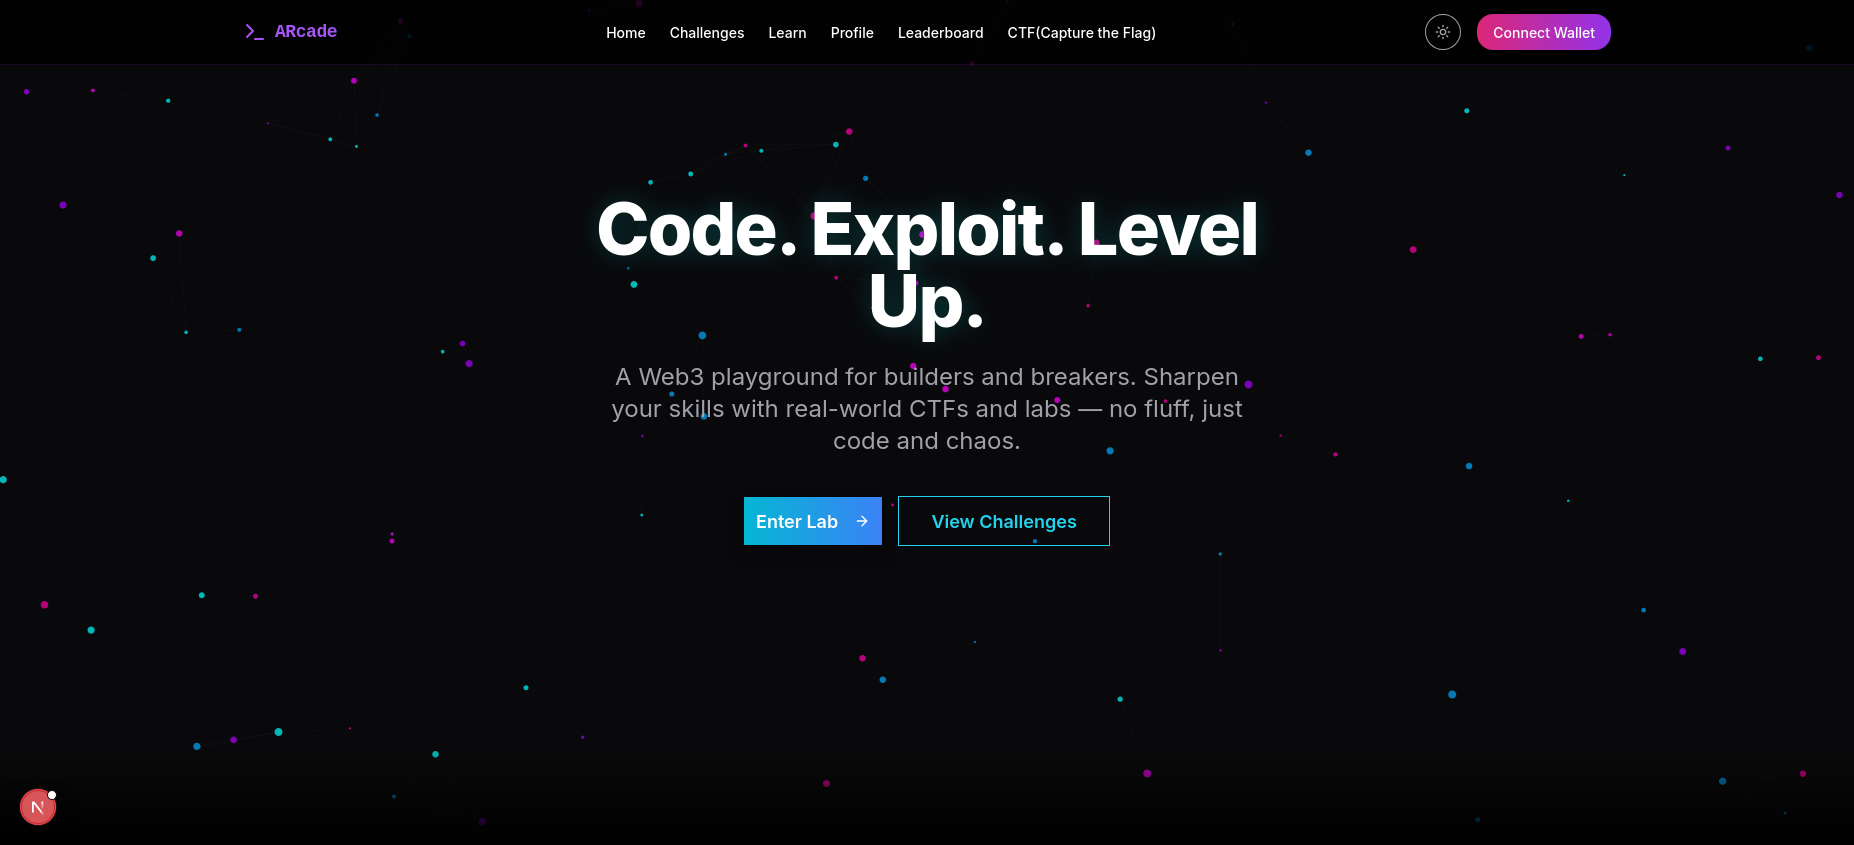 ARcade
Home Challenges Learn Profile Leaderboard CTF(Capture the Flag)
Connect Wallet
Code. Exploit. Level
Up.
A Web3 playground for builders and breakers. Sharpen
your skills with real-world CTFs and labs — no fluff, just
code and chaos.
Enter Lab
View Challenges
N